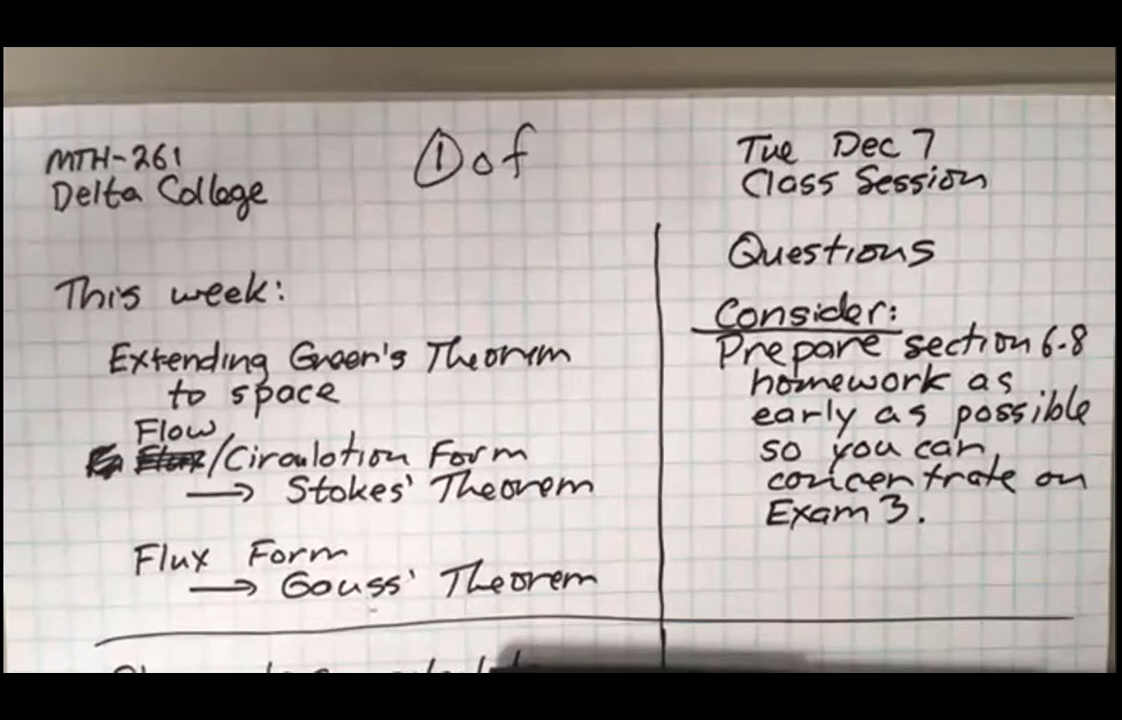 MTH-261
Delta College
① of
Tue Dec 7
Class Session
This week:
Extending Green's Theorem
to space
Flow
/Circulation Form
→ Stokes' Theorem
Flux Form
→ Gauss' Theorem
Questions
Consider:
Prepare section 6.8
homework as
early as possible
so you can
concentrate on
Exam 3.